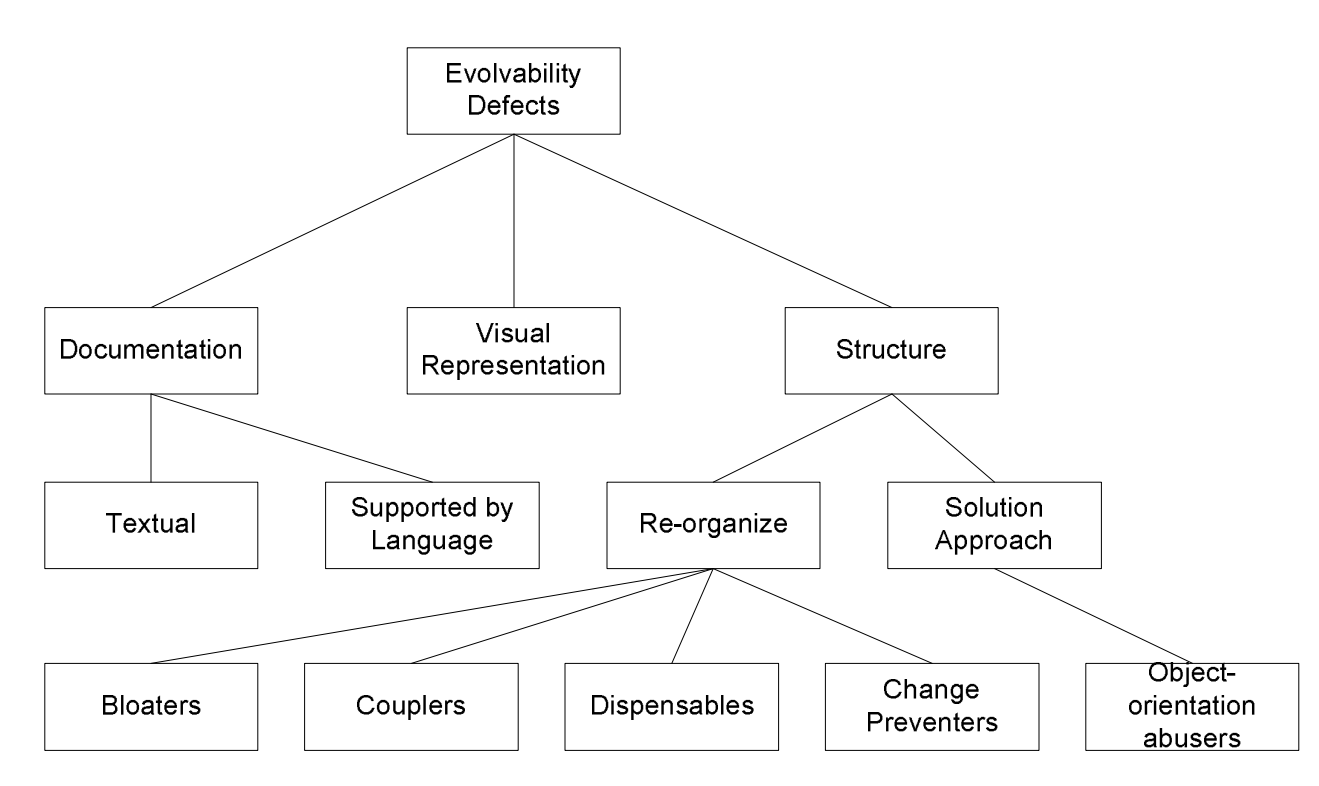 Evolvability
Defects
Documentation
Visual
Representation
Structure
Textual
Supported by
Language
Re-organize
Solution
Approach
Bloaters
Couplers
Dispensables
Change
Preventers
Object-
orientation
abusers